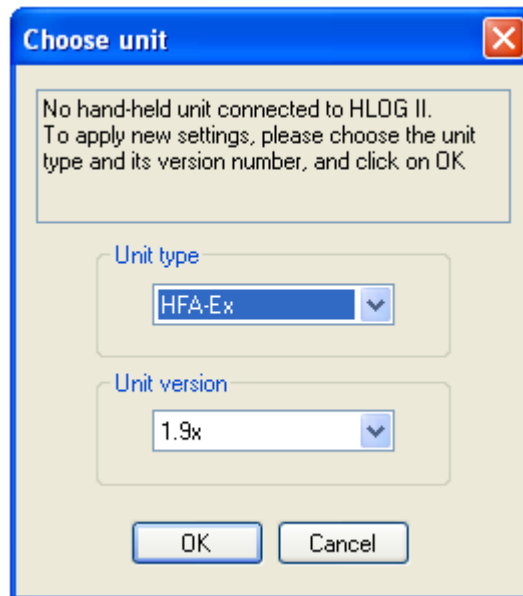 Choose unit
No hand-held unit connected to HLOG II.
To apply new settings, please choose the unit
type and its version number, and click on OK
Unit type
HFA-Ex
Unit version
1.9x
OK
Cancel